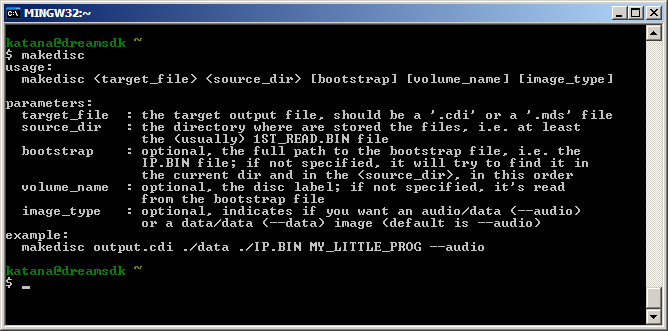 MINGW32:~
katana@dreamsdk ~
$ makedisc
usage:
  makedisc <target_file> <source_dir> [bootstrap] [volume_name] [image_type]

parameters:
  target_file  : the target output file, should be a '.cdi' or a '.mds' file
  source_dir   : the directory where are stored the files, i.e. at least
                 the (usually) 1ST_READ.BIN file
  bootstrap    : optional, the full path to the bootstrap file, i.e. the
                 IP.BIN file; if not specified, it will try to find it in
                 the current dir and in the <source_dir>, in this order
  volume_name  : optional, the disc label; if not specified, it's read
                 from the bootstrap file
  image_type   : optional, indicates if you want an audio/data (--audio)
                 or a data/data (--data) image (default is --audio)
example:
  makedisc output.cdi ./data ./IP.BIN MY_LITTLE_PROG --audio

katana@dreamsdk ~
$